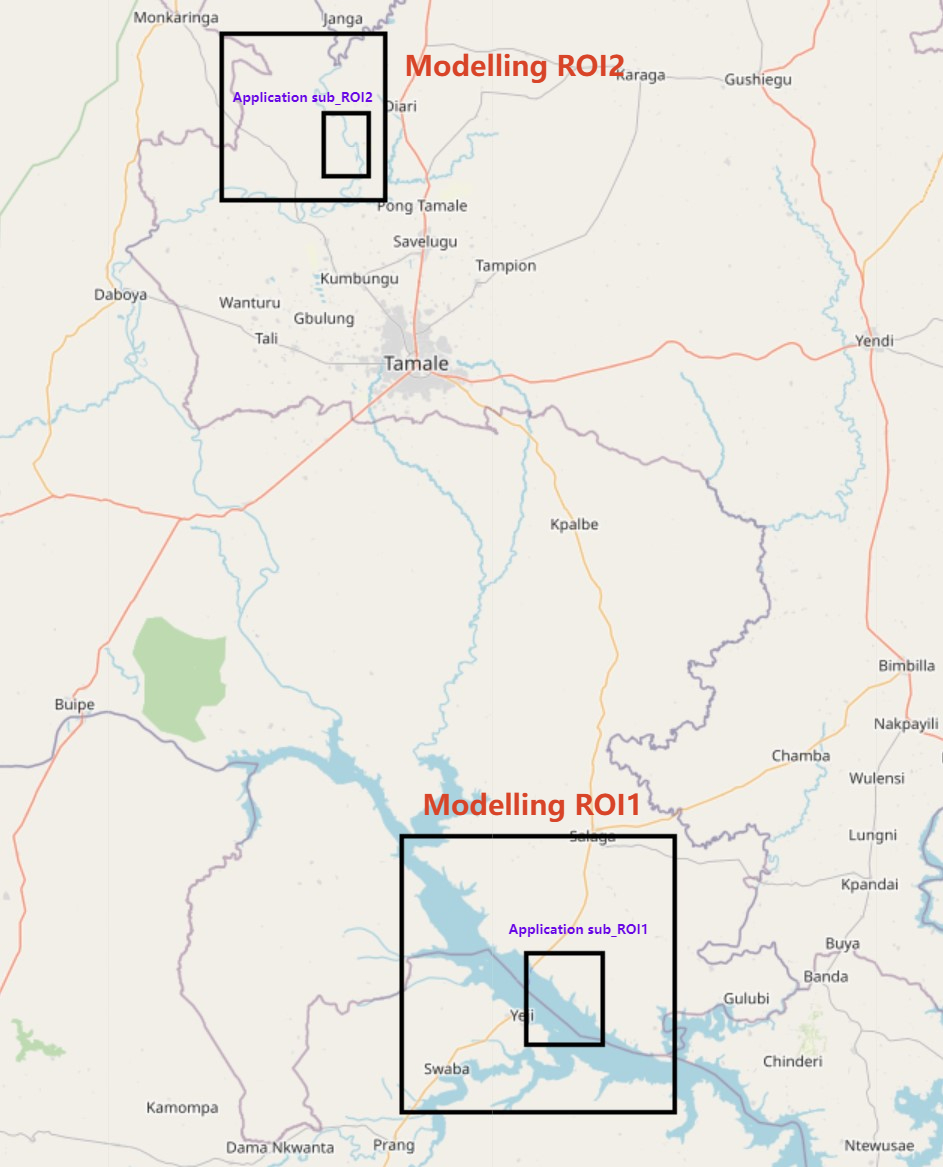 Monkaringa
Janga
Modelling ROI2
Karaga
Gushiegu
Application sub_ROI2
Diari
Pong Tamale
Savelugu
Tampion
Kumbungu
Daboya
Wanturu
Gbulung
Tali
Yendi
Tamale
Kpalbe
Bimbilla
Buipe
Nakpayili
Chamba
Wulensi
Modelling ROI1
Salaga
Lungni
Kpandai
Application sub_ROI1
Buya
Banda
Gulubi
Yeji
Chinderi
Swaba
Kamompa
Dama Nkwanta
Prang
Ntewusae